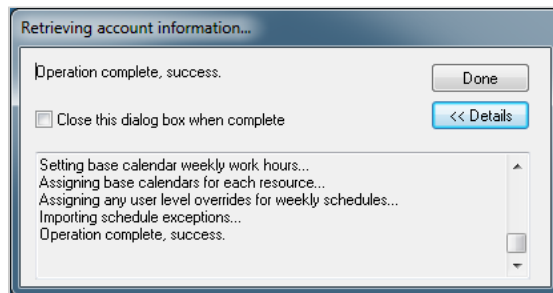 Retrieving account information...
Operation complete, success.
Done
Close this dialog box when complete
<< Details
Setting base calendar weekly work hours...
Assigning base calendars for each resource...
Assigning any user level overrides for weekly schedules...
Importing schedule exceptions...
Operation complete, success.